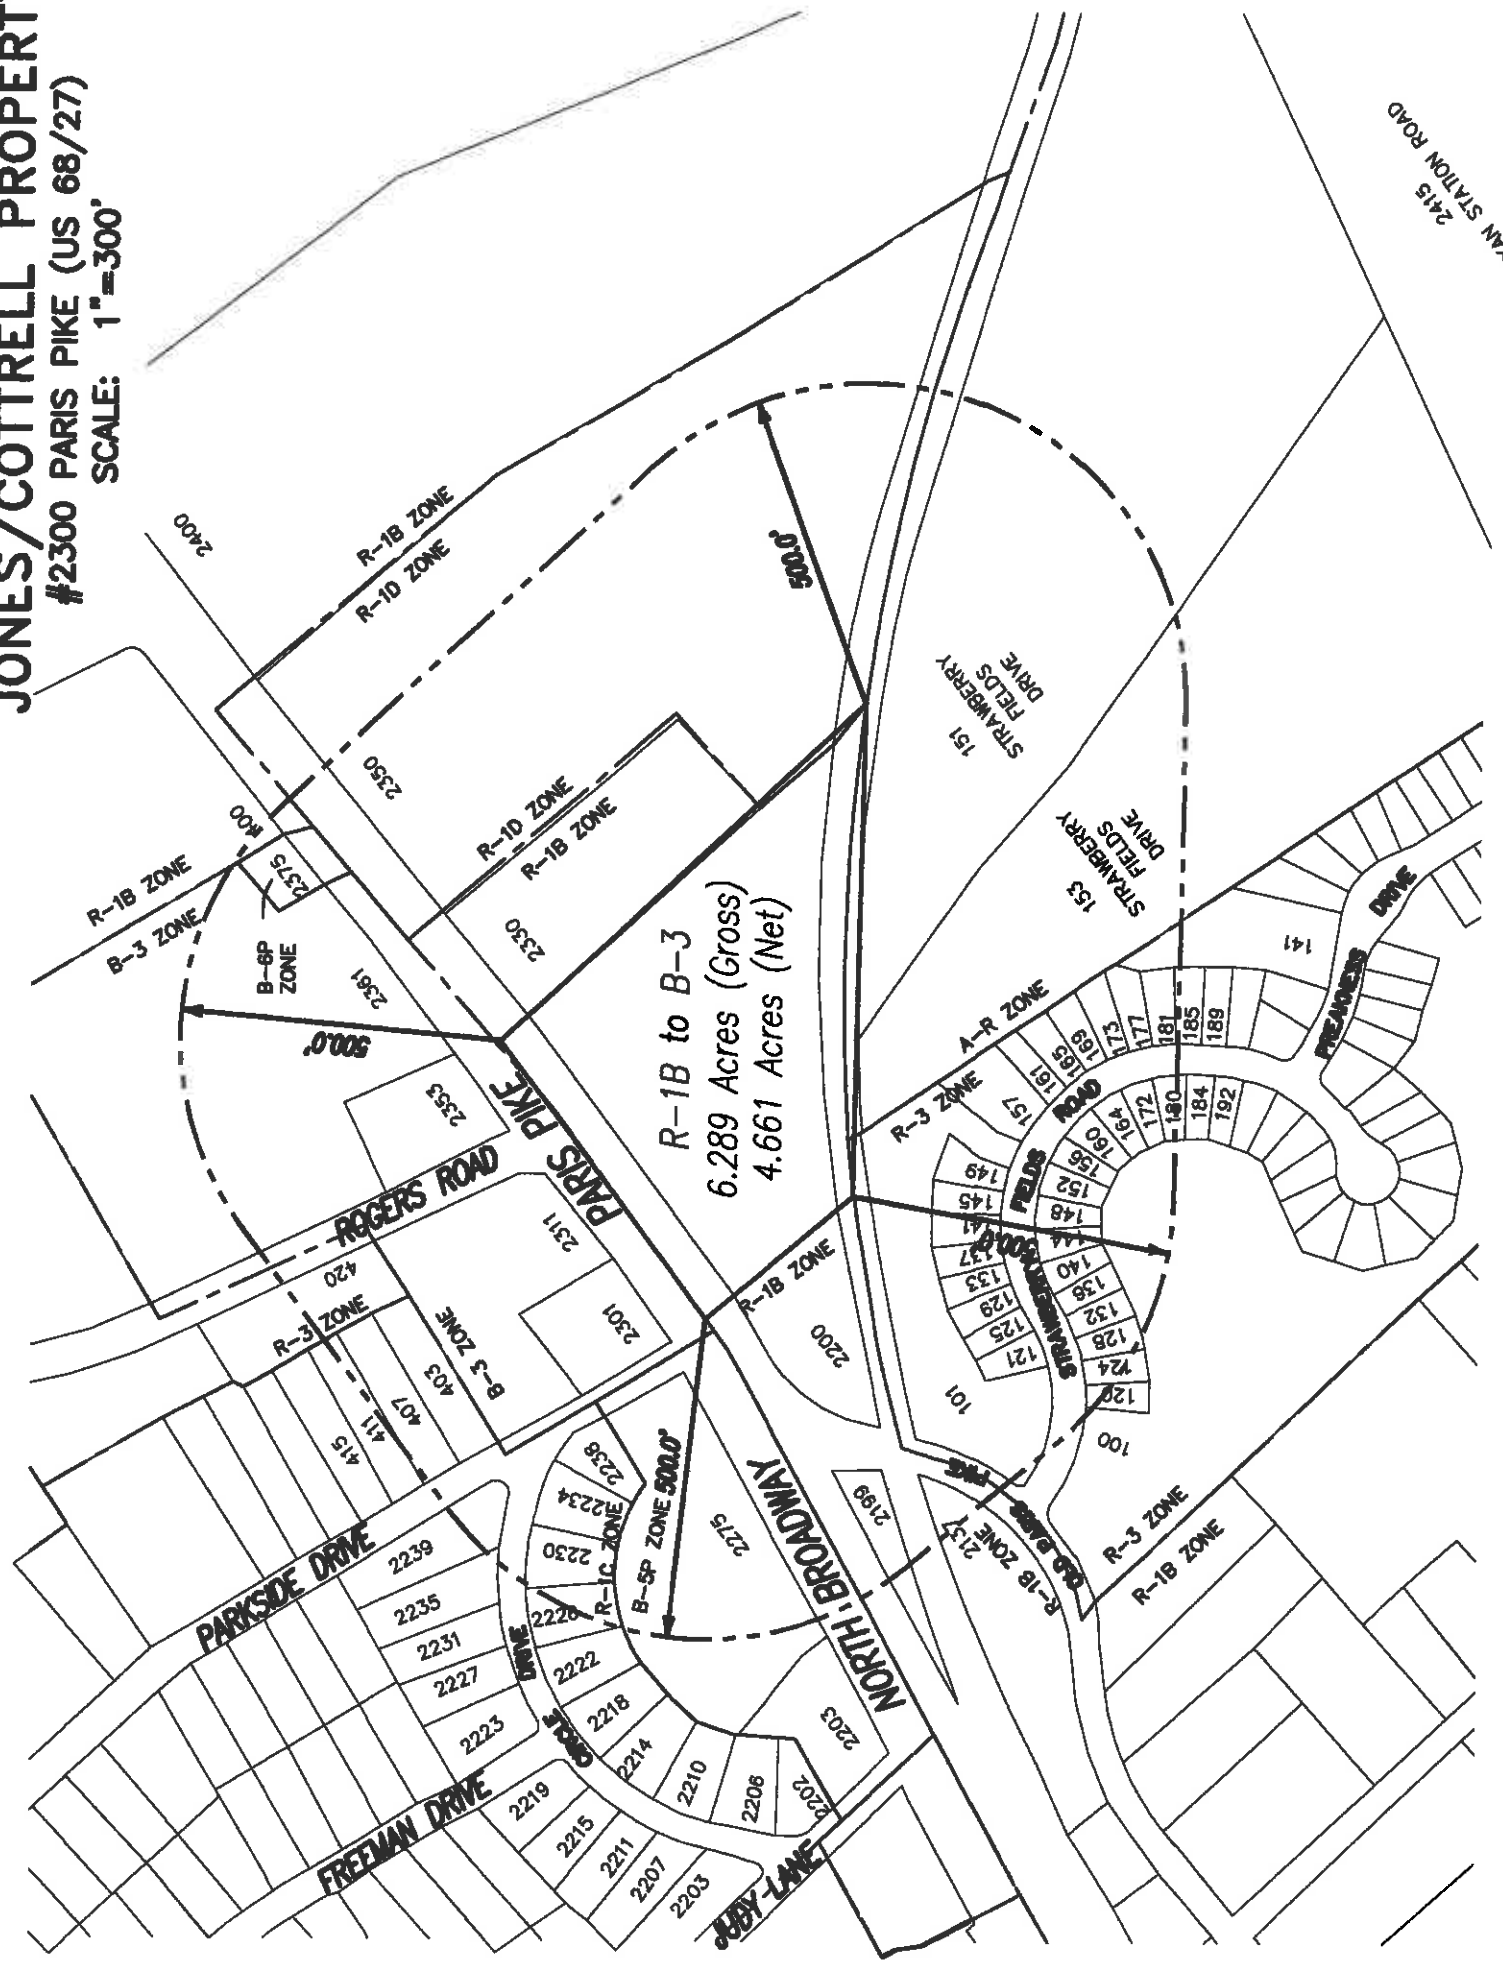 JONES/COTTRELL PROPERT
#2300 PARIS PIKE (US 68/27)
SCALE: 1"=300'
2400
R-1B ZONE
R-1D ZONE
2350
400
2375
R-1B ZONE
B-3 ZONE
B-6P
ZONE
2361
500.0'
R-1D ZONE
R-1B ZONE
2330
500.0'
2415
STATION ROAD
151
STRAWBERRY
FIELDS
DRIVE
153
STRAWBERRY
FIELDS
DRIVE
R-1B to B-3
6.289 Acres (Gross)
4.661 Acres (Net)
PARIS PIKE
2353
ROGERS ROAD
2311
2301
420
R-3 ZONE
B-3 ZONE
403
407
411
415
R-1B ZONE
2200
A-R ZONE
R-3 ZONE
141
PREAKNESS
DRIVE
STRAWBERRY
FIELDS
ROAD
101
121
125
129
133
137
141
145
149
157
161
165
169
173
177
181
185
189
192
184
180
172
164
160
156
152
148
144
140
136
132
128
124
120
100
500.0'
OLD PARIS
PIKE
2137
R-1B ZONE
R-3 ZONE
R-1B ZONE
2199
NORTH BROADWAY
2275
500.0'
B-5P ZONE
R-1C ZONE
2238
2234
2230
2226
2222
2218
2214
2210
2206
2202
2203
PARKSIDE DRIVE
2239
2235
2231
2227
2223
CIRCLE
DRIVE
FREEMAN DRIVE
2219
2215
2211
2207
2203
JUDY LANE